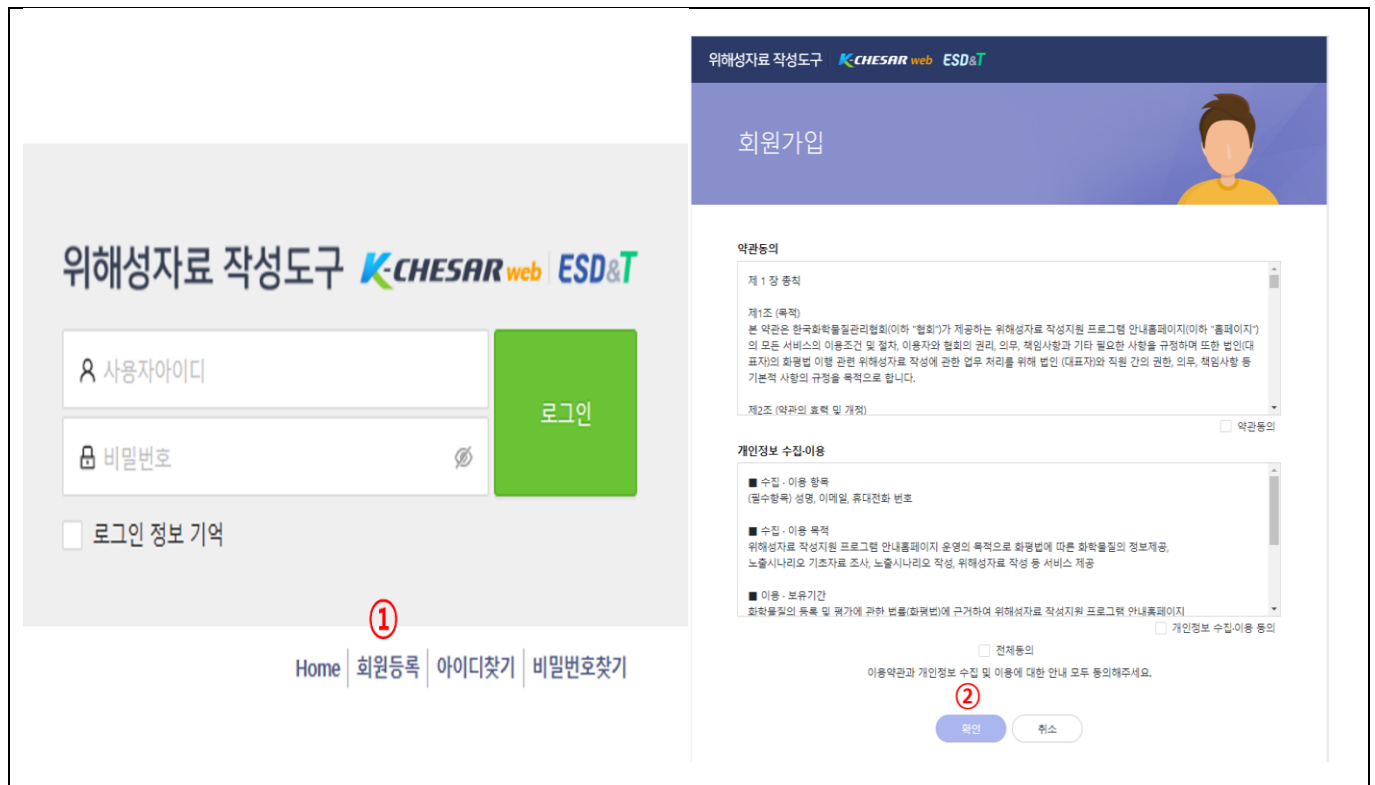 위해성자료 작성도구 K-CHESAR web ESD&T
사용자아이디
비밀번호
로그인
로그인 정보 기억
①
Home 회원등록 아이디찾기 비밀번호찾기
위해성자료 작성도구 K-CHESAR web ESD&T
회원가입
약관동의
제 1 장 총칙
제1조 (목적)
본 약관은 한국화학물질관리협회(이하 "협회")가 제공하는 위해성자료 작성지원 프로그램 안내홈페이지(이하 "홈페이지")
의 모든 서비스의 이용조건 및 절차, 이용자와 협회의 권리, 의무, 책임사항과 기타 필요한 사항을 규정하며 또한 법인(대
표자)의 화평법 이행 관련 위해성자료 작성에 관한 업무 처리를 위해 법인 (대표자)와 직원 간의 권한, 의무, 책임사항 등
기본적 사항의 규정을 목적으로 합니다.
제2조 (약관의 효력 및 개정)
약관동의
개인정보 수집·이용
■ 수집 · 이용 항목
(필수항목) 성명, 이메일, 휴대전화 번호
■ 수집 · 이용 목적
위해성자료 작성지원 프로그램 안내홈페이지 운영의 목적으로 화평법에 따른 화학물질의 정보제공,
노출시나리오 기초자료 조사, 노출시나리오 작성, 위해성자료 작성 등 서비스 제공
■ 이용 · 보유기간
화학물질의 등록 및 평가에 관한 법률(화평법)에 근거하여 위해성자료 작성지원 프로그램 안내홈페이지
개인정보 수집·이용 동의
전체동의
이용약관과 개인정보 수집 및 이용에 대한 안내 모두 동의해주세요.
②
확인 취소